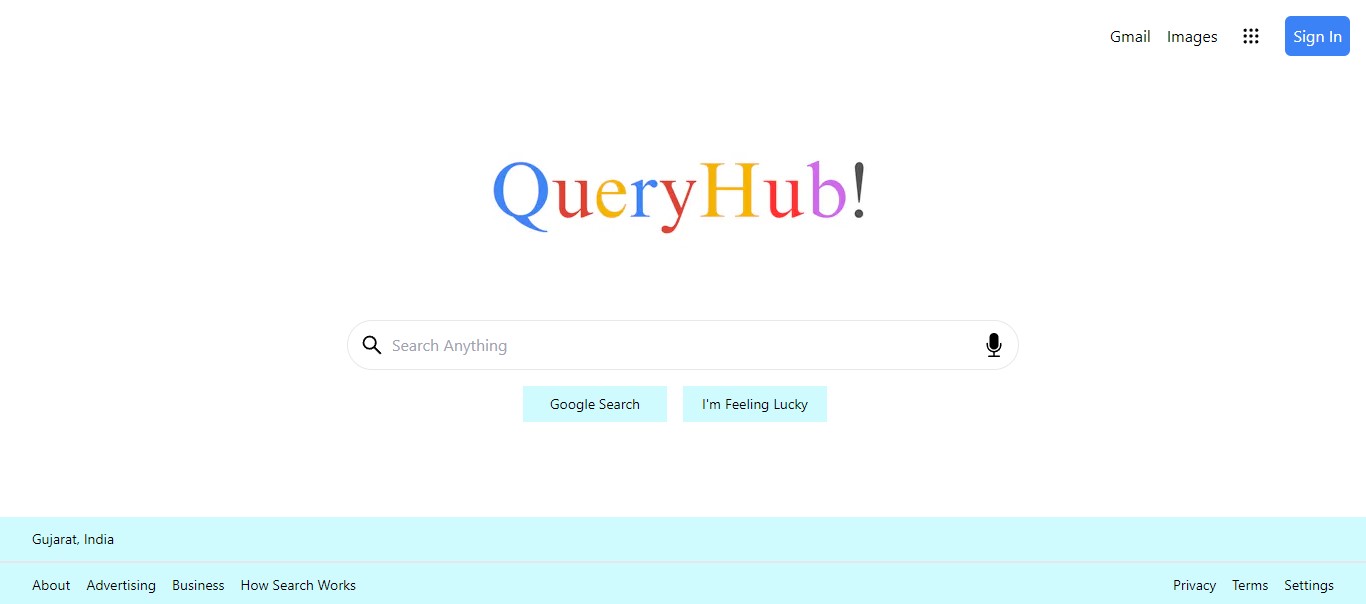 Gmail Images Sign In
QueryHub!
Search Anything
Google Search I'm Feeling Lucky
Gujarat, India
About Advertising Business How Search Works Privacy Terms Settings